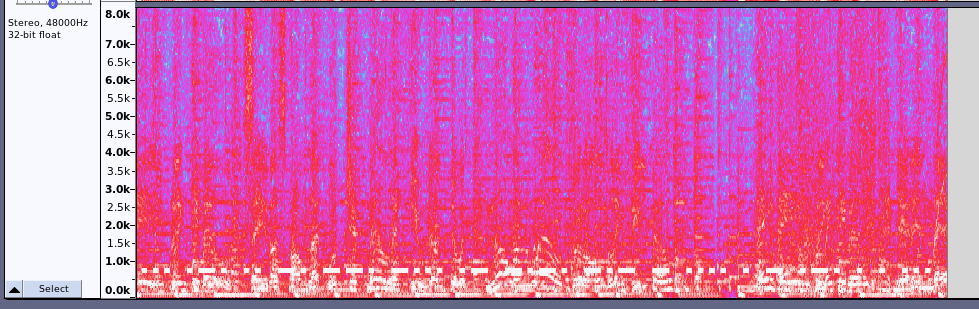 Stereo, 48000Hz
32-bit float
8.0k
7.0k
6.5k
6.0k
5.5k
5.0k
4.5k
4.0k
3.5k
3.0k
2.5k
2.0k
1.5k
1.0k
0.0k
Select